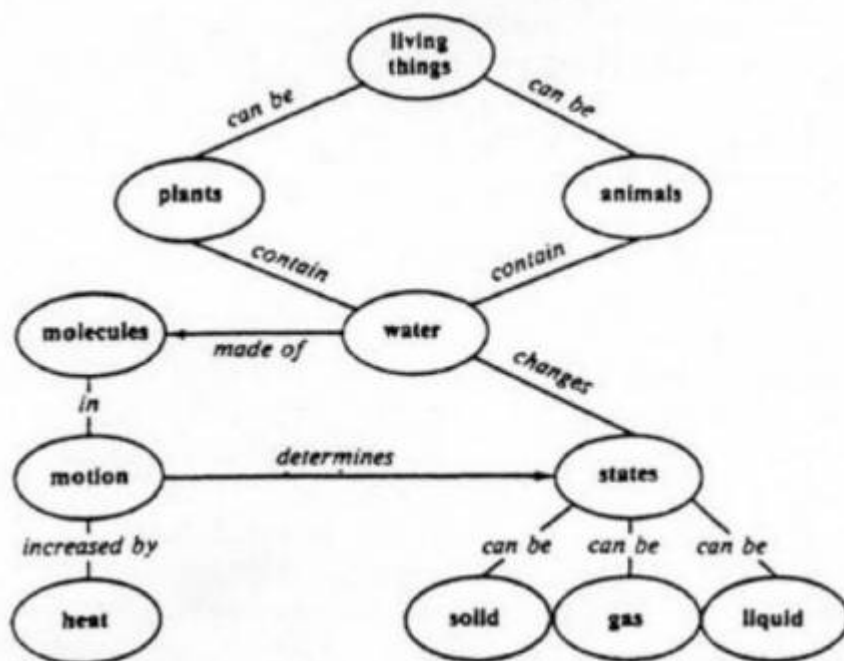 living
things
can be
can be
plants
animals
contain
contain
molecules
water
made of
changes
in
motion
determines
states
increased by
can be
can be
can be
heat
solid
gas
liquid